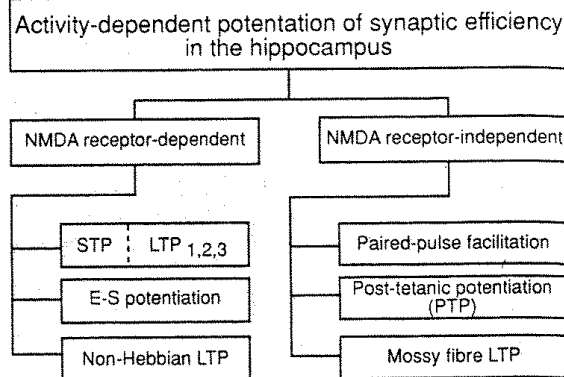 Activity-dependent potentation of synaptic efficiency
in the hippocampus
NMDA receptor-dependent
NMDA receptor-independent
STP LTP 1,2,3
E-S potentiation
Non-Hebbian LTP
Paired-pulse facilitation
Post-tetanic potentiation
(PTP)
Mossy fibre LTP